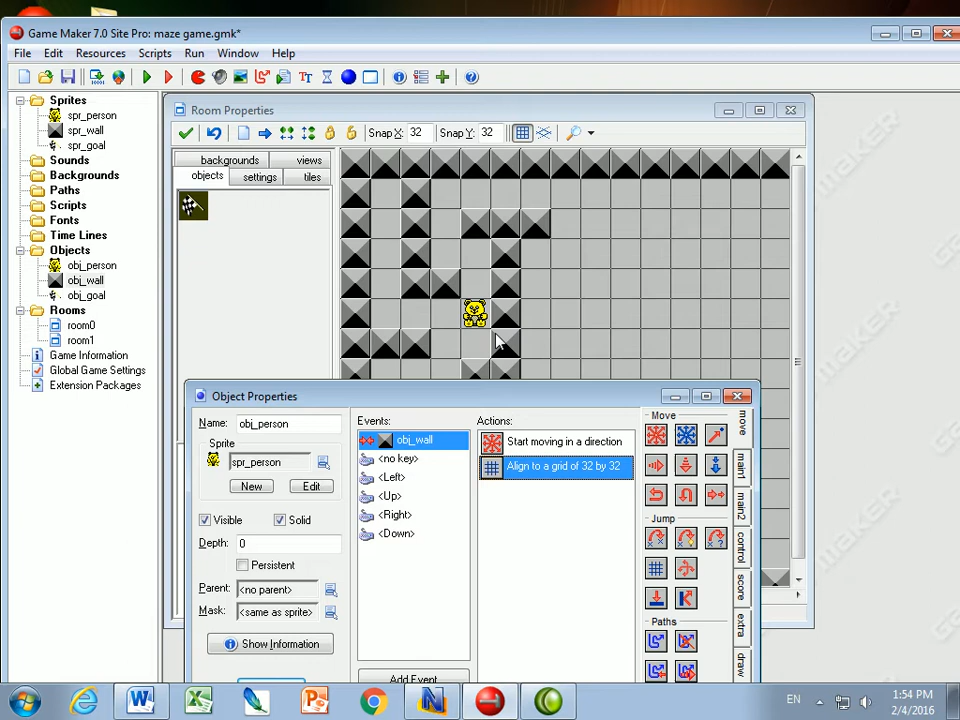 Game Maker 7.0 Site Pro: maze game.gmk*
File Edit Resources Scripts Run Window Help
Sprites
spr_person
spr_wall
spr_goal
Sounds
Backgrounds
Paths
Scripts
Fonts
Time Lines
Objects
obj_person
obj_wall
obj_goal
Rooms
room0
room1
Game Information
Global Game Settings
Extension Packages
Room Properties
Snap X: 32 Snap Y: 32
backgrounds views
objects settings tiles
Object Properties
Name: obj_person
Sprite
spr_person
New Edit
Visible Solid
Depth: 0
Persistent
Parent: <no parent>
Mask: <same as sprite>
Show Information
Events:
obj_wall
<no key>
<Left>
<Up>
<Right>
<Down>
Add Event
Actions:
Start moving in a direction
Align to a grid of 32 by 32
Move
Jump
Paths
move
main1
main2
control
score
extra
draw
EN
1:54 PM
2/4/2016